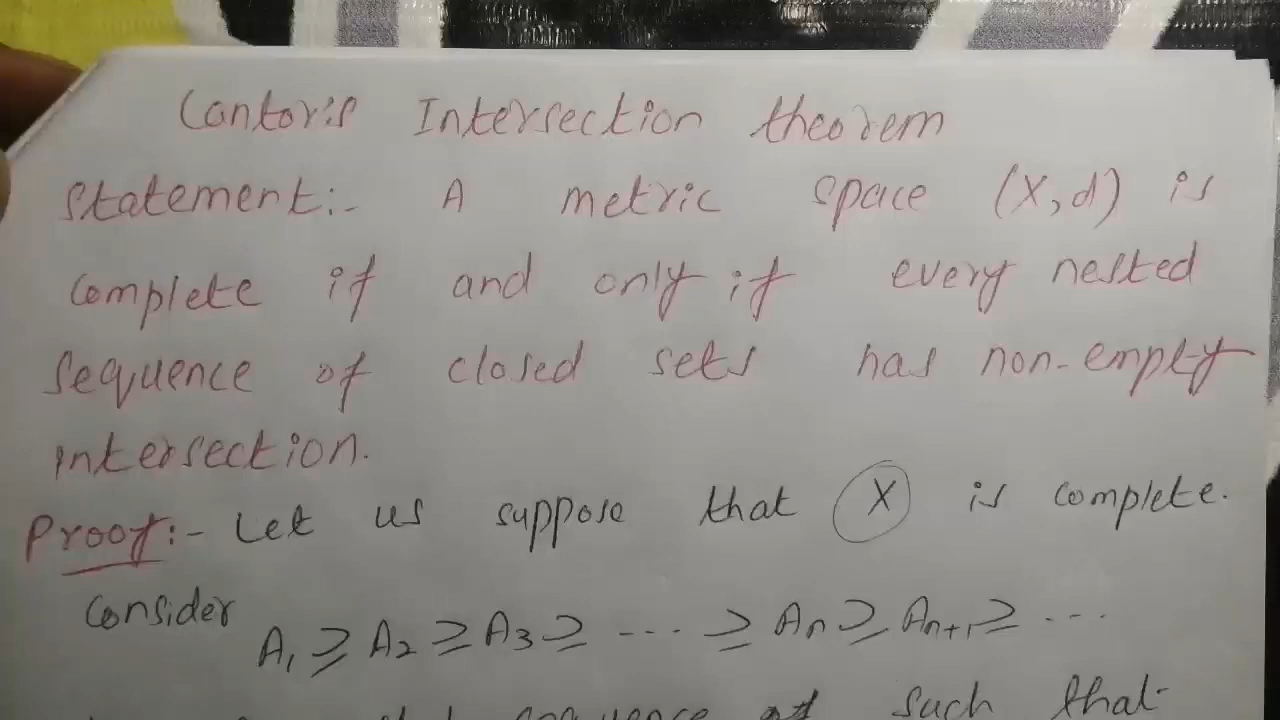 Cantor's Intersection theorem
Statement:- A metric space (X,d) is
complete if and only if every nested
sequence of closed sets has non-empty
intersection.
Proof:- Let us suppose that X is complete.
Consider
A₁ ≥ A₂ ≥ A₃ ≥ --- ≥ An ≥ An+1 ≥ ---
such that